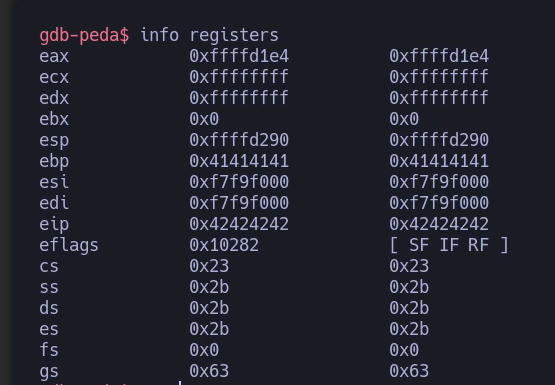 gdb-peda$ info registers
eax 0xffffd1e4 0xffffd1e4
ecx 0xffffffff 0xffffffff
edx 0xffffffff 0xffffffff
ebx 0x0 0x0
esp 0xffffd290 0xffffd290
ebp 0x41414141 0x41414141
esi 0xf7f9f000 0xf7f9f000
edi 0xf7f9f000 0xf7f9f000
eip 0x42424242 0x42424242
eflags 0x10282 [ SF IF RF ]
cs 0x23 0x23
ss 0x2b 0x2b
ds 0x2b 0x2b
es 0x2b 0x2b
fs 0x0 0x0
gs 0x63 0x63